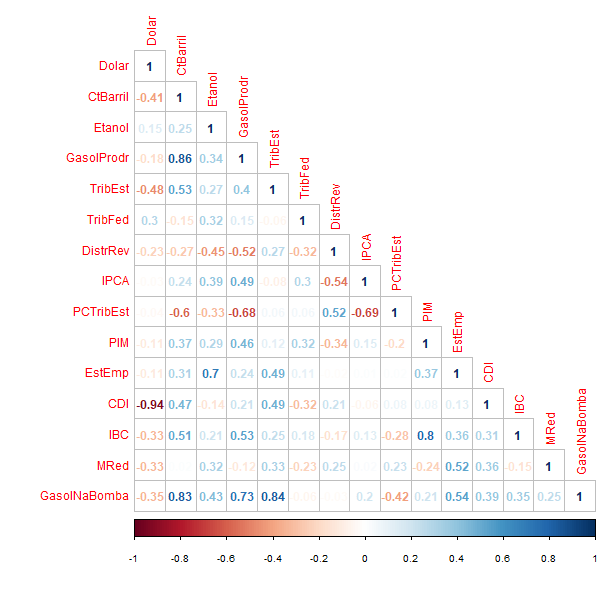 Dolar
CtBarril
Etanol
GasolProdr
TribEst
TribFed
DistrRev
IPCA
PCTribEst
PIM
EstEmp
CDI
IBC
MRed
GasolNaBomba
Dolar 1
CtBarril -0.41 1
Etanol 0.15 0.25 1
GasolProdr -0.18 0.86 0.34 1
TribEst -0.48 0.53 0.27 0.4 1
TribFed 0.3 -0.15 0.32 0.15 -0.08 1
DistrRev -0.23 -0.27 -0.45 -0.52 0.27 -0.32 1
IPCA 0.24 0.39 0.49 -0.08 0.3 -0.54 1
PCTribEst -0.6 -0.33 -0.68 0.06 0.52 -0.69 1
PIM -0.11 0.37 0.29 0.46 0.12 0.32 -0.34 0.15 -0.2 1
EstEmp -0.11 0.31 0.7 0.24 0.49 0.11 0.37 1
CDI -0.94 0.47 -0.14 0.21 0.49 -0.32 0.21 0.08 0.08 0.13 1
IBC -0.33 0.51 0.21 0.53 0.25 0.18 -0.17 0.13 -0.28 0.8 0.36 0.31 1
MRed -0.33 0.32 -0.12 0.33 -0.23 0.25 0.23 -0.24 0.52 0.36 -0.15 1
GasolNaBomba -0.35 0.83 0.43 0.73 0.84 0.2 -0.42 0.21 0.54 0.39 0.35 0.25 1
-1 -0.8 -0.6 -0.4 -0.2 0 0.2 0.4 0.6 0.8 1